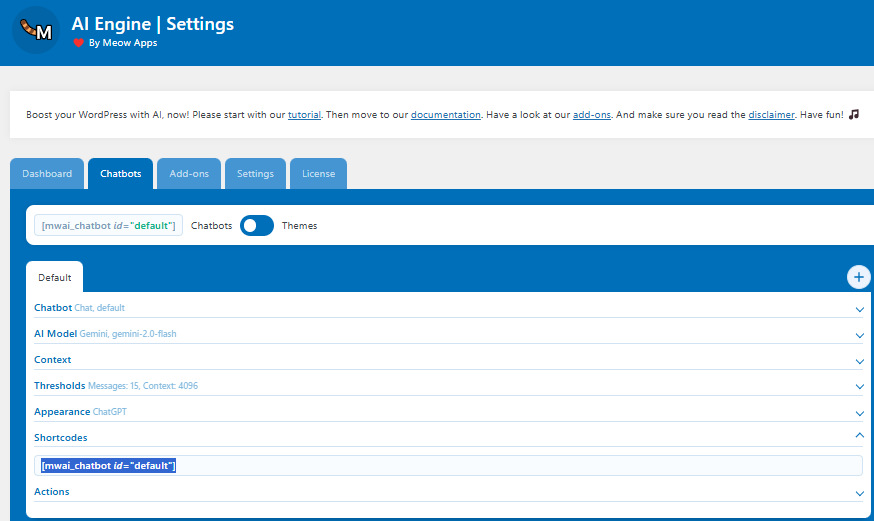 M
AI Engine | Settings
By Meow Apps
Boost your WordPress with AI, now! Please start with our tutorial. Then move to our documentation. Have a look at our add-ons. And make sure you read the disclaimer. Have fun! 🎵
Dashboard Chatbots Add-ons Settings License
[mwai_chatbot id="default"] Chatbots Themes
Default +
Chatbot Chat, default
AI Model Gemini, gemini-2.0-flash
Context
Thresholds Messages: 15, Context: 4096
Appearance ChatGPT
Shortcodes
[mwai_chatbot id="default"]
Actions